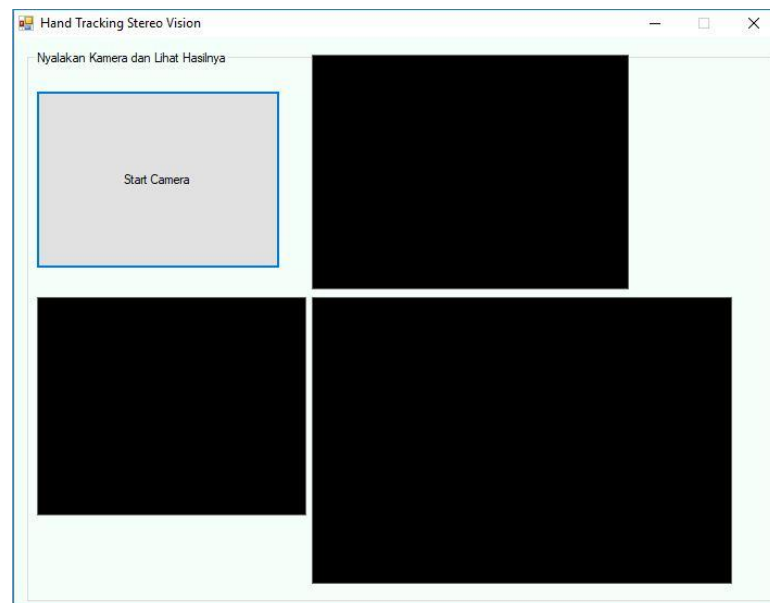 Hand Tracking Stereo Vision
Nyalakan Kamera dan Lihat Hasilnya
Start Camera